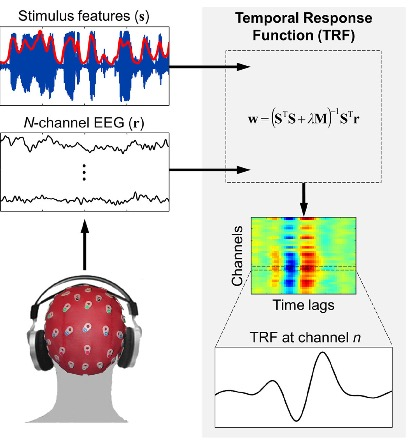 Stimulus features (s)
N-channel EEG (r)
Temporal Response
Function (TRF)
w = (SᵀS + λM)⁻¹Sᵀr
Channels
Time lags
TRF at channel n